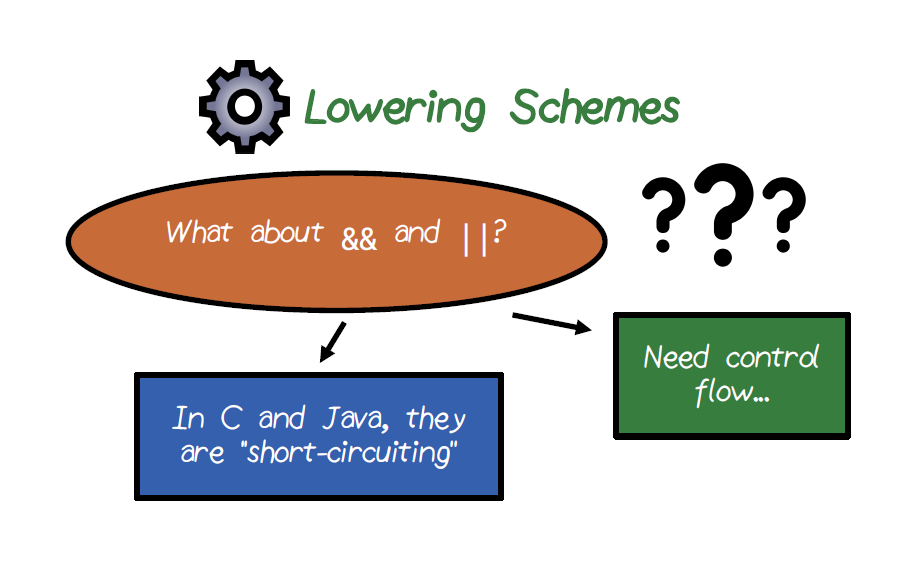 Lowering Schemes
What about && and ||?
???
In C and Java, they
are "short-circuiting"
Need control
flow...